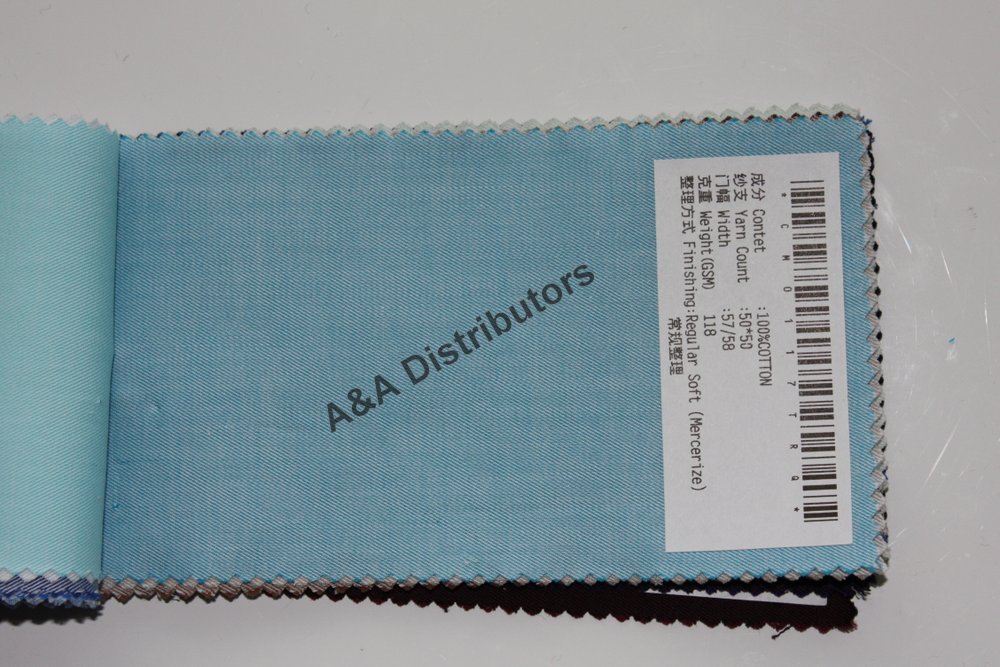 *CM0117TRQ*
成分 Contet :100%COTTON
纱支 Yarn Count :50*50
门幅 Width :57/58
克重 Weight(GSM) 118
整理方式 Finishing:Regular Soft (Mercerize)
常规整理
A&A Distributors